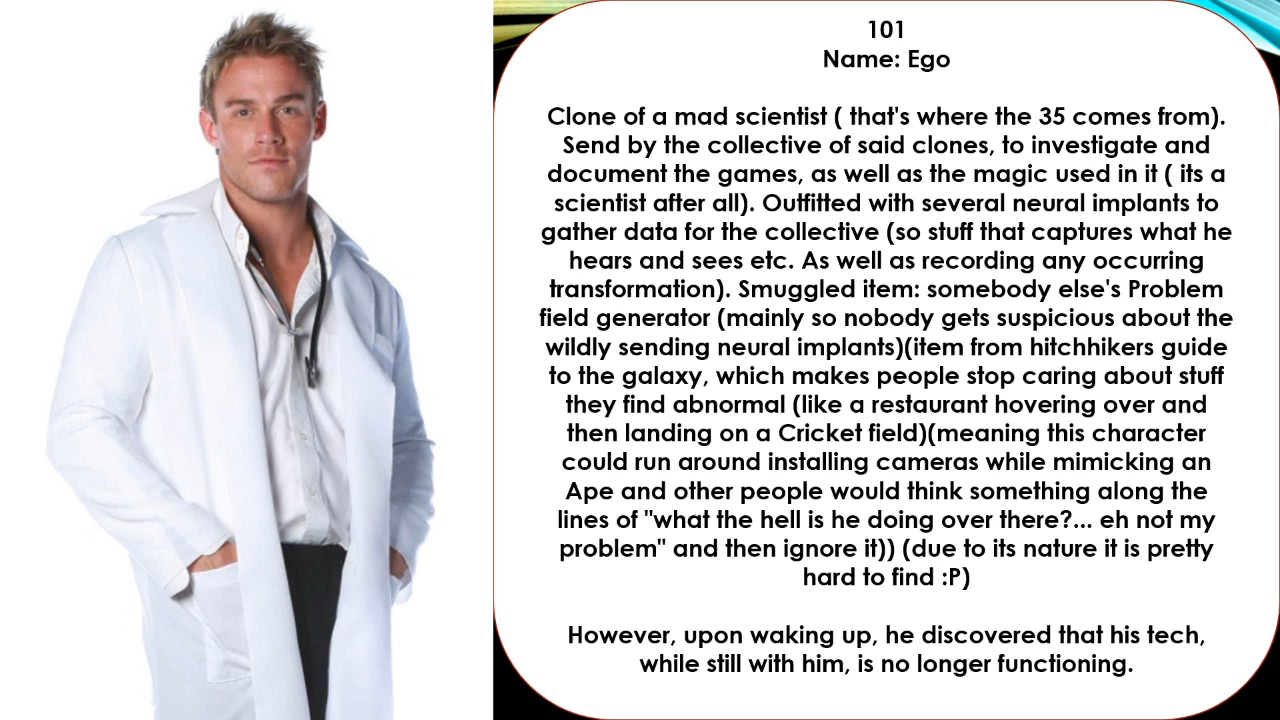 101
Name: Ego
Clone of a mad scientist ( that's where the 35 comes from).
Send by the collective of said clones, to investigate and
document the games, as well as the magic used in it ( its a
scientist after all). Outfitted with several neural implants to
gather data for the collective (so stuff that captures what he
hears and sees etc. As well as recording any occurring
transformation). Smuggled item: somebody else's Problem
field generator (mainly so nobody gets suspicious about the
wildly sending neural implants)(item from hitchhikers guide
to the galaxy, which makes people stop caring about stuff
they find abnormal (like a restaurant hovering over and
then landing on a Cricket field)(meaning this character
could run around installing cameras while mimicking an
Ape and other people would think something along the
lines of "what the hell is he doing over there?... eh not my
problem" and then ignore it)) (due to its nature it is pretty
hard to find :P)
However, upon waking up, he discovered that his tech,
while still with him, is no longer functioning.